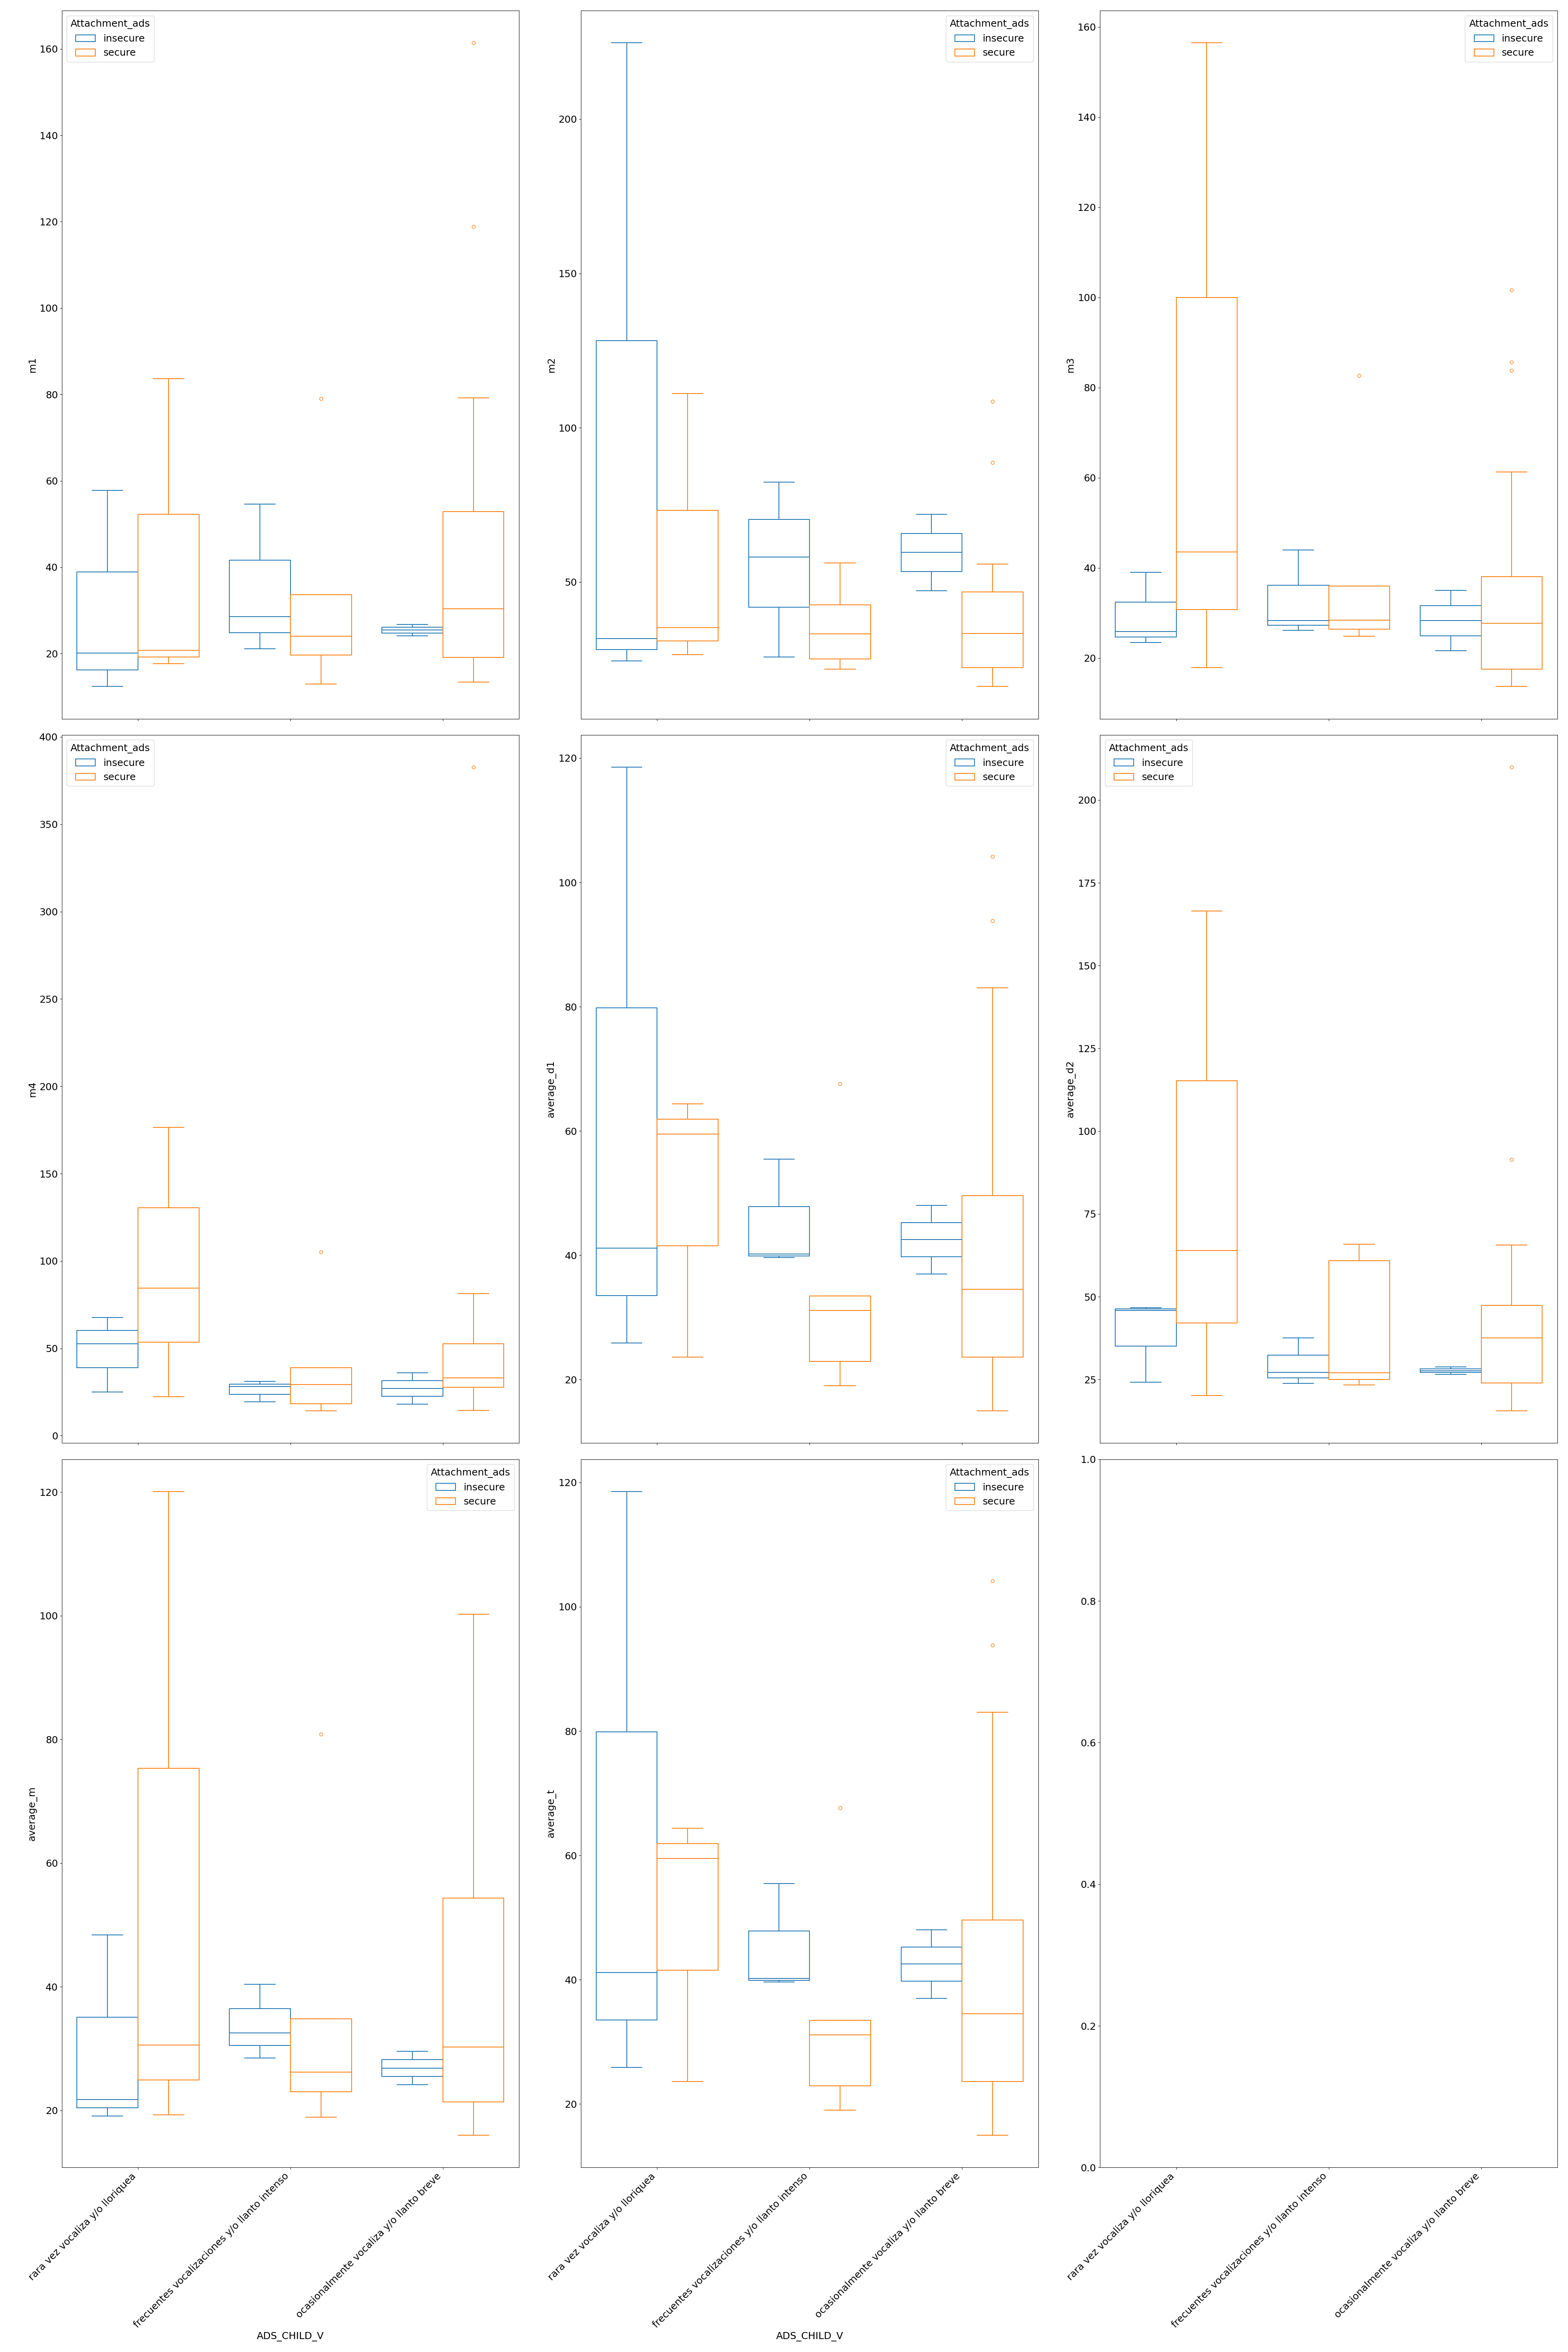 Attachment_ads
insecure
secure
160
140
120
100
80
60
40
20
m1
Attachment_ads
insecure
secure
200
150
100
50
m2
Attachment_ads
insecure
secure
160
140
120
100
80
60
40
20
m3
Attachment_ads
insecure
secure
400
350
300
250
200
150
100
50
0
m4
Attachment_ads
insecure
secure
120
100
80
60
40
20
average_d1
Attachment_ads
insecure
secure
200
175
150
125
100
75
50
25
average_d2
Attachment_ads
insecure
secure
120
100
80
60
40
20
average_m
rara vez vocaliza y/o lloriquea
frecuentes vocalizaciones y/o llanto intenso
ocasionalmente vocaliza y/o llanto breve
ADS_CHILD_V
Attachment_ads
insecure
secure
120
100
80
60
40
20
average_t
rara vez vocaliza y/o lloriquea
frecuentes vocalizaciones y/o llanto intenso
ocasionalmente vocaliza y/o llanto breve
ADS_CHILD_V
1.0
0.8
0.6
0.4
0.2
0.0
rara vez vocaliza y/o lloriquea
frecuentes vocalizaciones y/o llanto intenso
ocasionalmente vocaliza y/o llanto breve